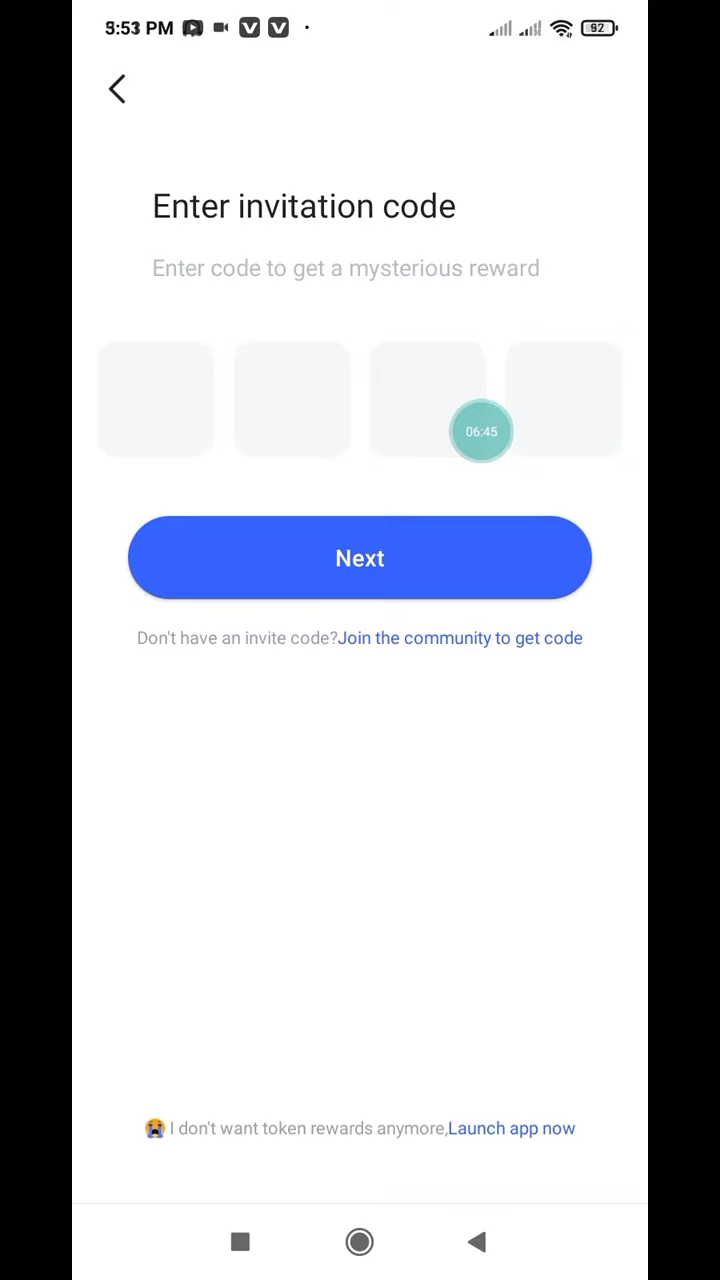 5:53 PM
92
Enter invitation code
Enter code to get a mysterious reward
06:45
Next
Don't have an invite code?Join the community to get code
😭 I don't want token rewards anymore,Launch app now